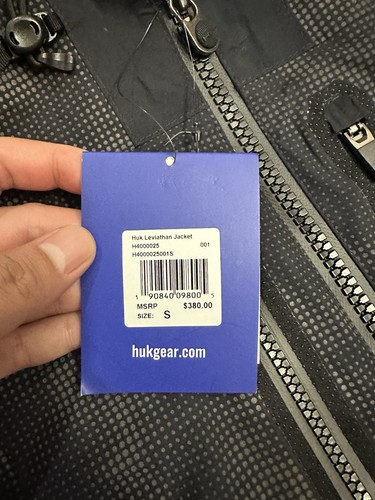 Huk Leviathan Jacket
H4000025 001
H4000025001S
1 90840 09800 5
MSRP $380.00
SIZE: S
hukgear.com